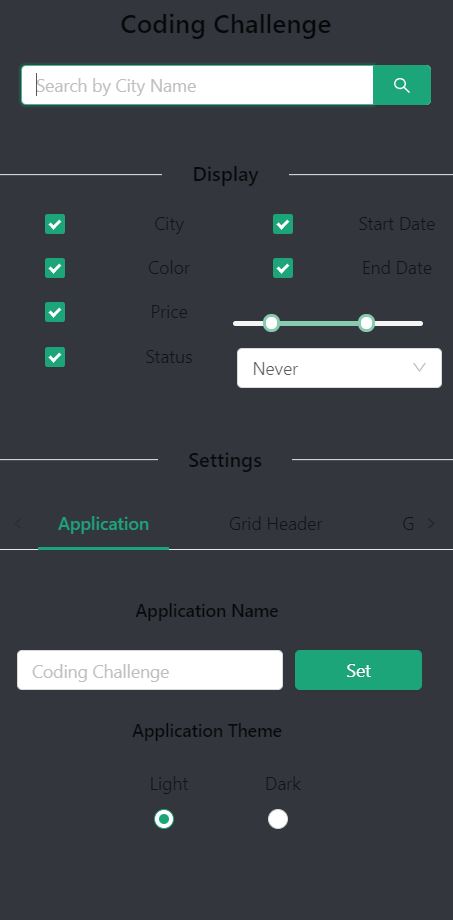 Coding Challenge
Search by City Name
Display
City Start Date
Color End Date
Price
Status Never
Settings
Application Grid Header G
Application Name
Coding Challenge Set
Application Theme
Light Dark